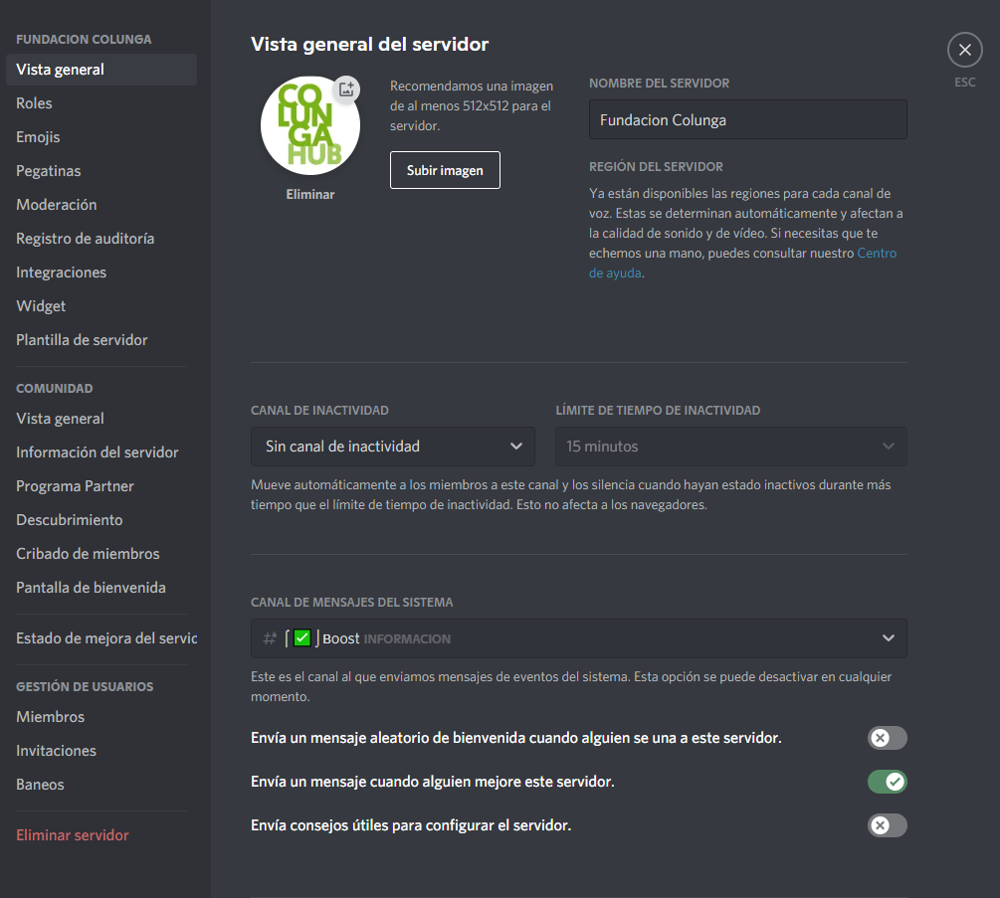 FUNDACION COLUNGA
Vista general
Roles
Emojis
Pegatinas
Moderación
Registro de auditoría
Integraciones
Widget
Plantilla de servidor
COMUNIDAD
Vista general
Información del servidor
Programa Partner
Descubrimiento
Cribado de miembros
Pantalla de bienvenida
Estado de mejora del servic
GESTIÓN DE USUARIOS
Miembros
Invitaciones
Baneos
Eliminar servidor
Vista general del servidor
CO
LUN
GA
HUB
Eliminar
Recomendamos una imagen
de al menos 512x512 para el
servidor.
Subir imagen
NOMBRE DEL SERVIDOR
Fundacion Colunga
REGIÓN DEL SERVIDOR
Ya están disponibles las regiones para cada canal de
voz. Estas se determinan automáticamente y afectan a
la calidad de sonido y de vídeo. Si necesitas que te
echemos una mano, puedes consultar nuestro Centro
de ayuda.
ESC
CANAL DE INACTIVIDAD
Sin canal de inactividad
LÍMITE DE TIEMPO DE INACTIVIDAD
15 minutos
Mueve automáticamente a los miembros a este canal y los silencia cuando hayan estado inactivos durante más
tiempo que el límite de tiempo de inactividad. Esto no afecta a los navegadores.
CANAL DE MENSAJES DEL SISTEMA
⌠✅⌡Boost INFORMACION
Este es el canal al que enviamos mensajes de eventos del sistema. Esta opción se puede desactivar en cualquier
momento.
Envía un mensaje aleatorio de bienvenida cuando alguien se una a este servidor.
Envía un mensaje cuando alguien mejore este servidor.
Envía consejos útiles para configurar el servidor.